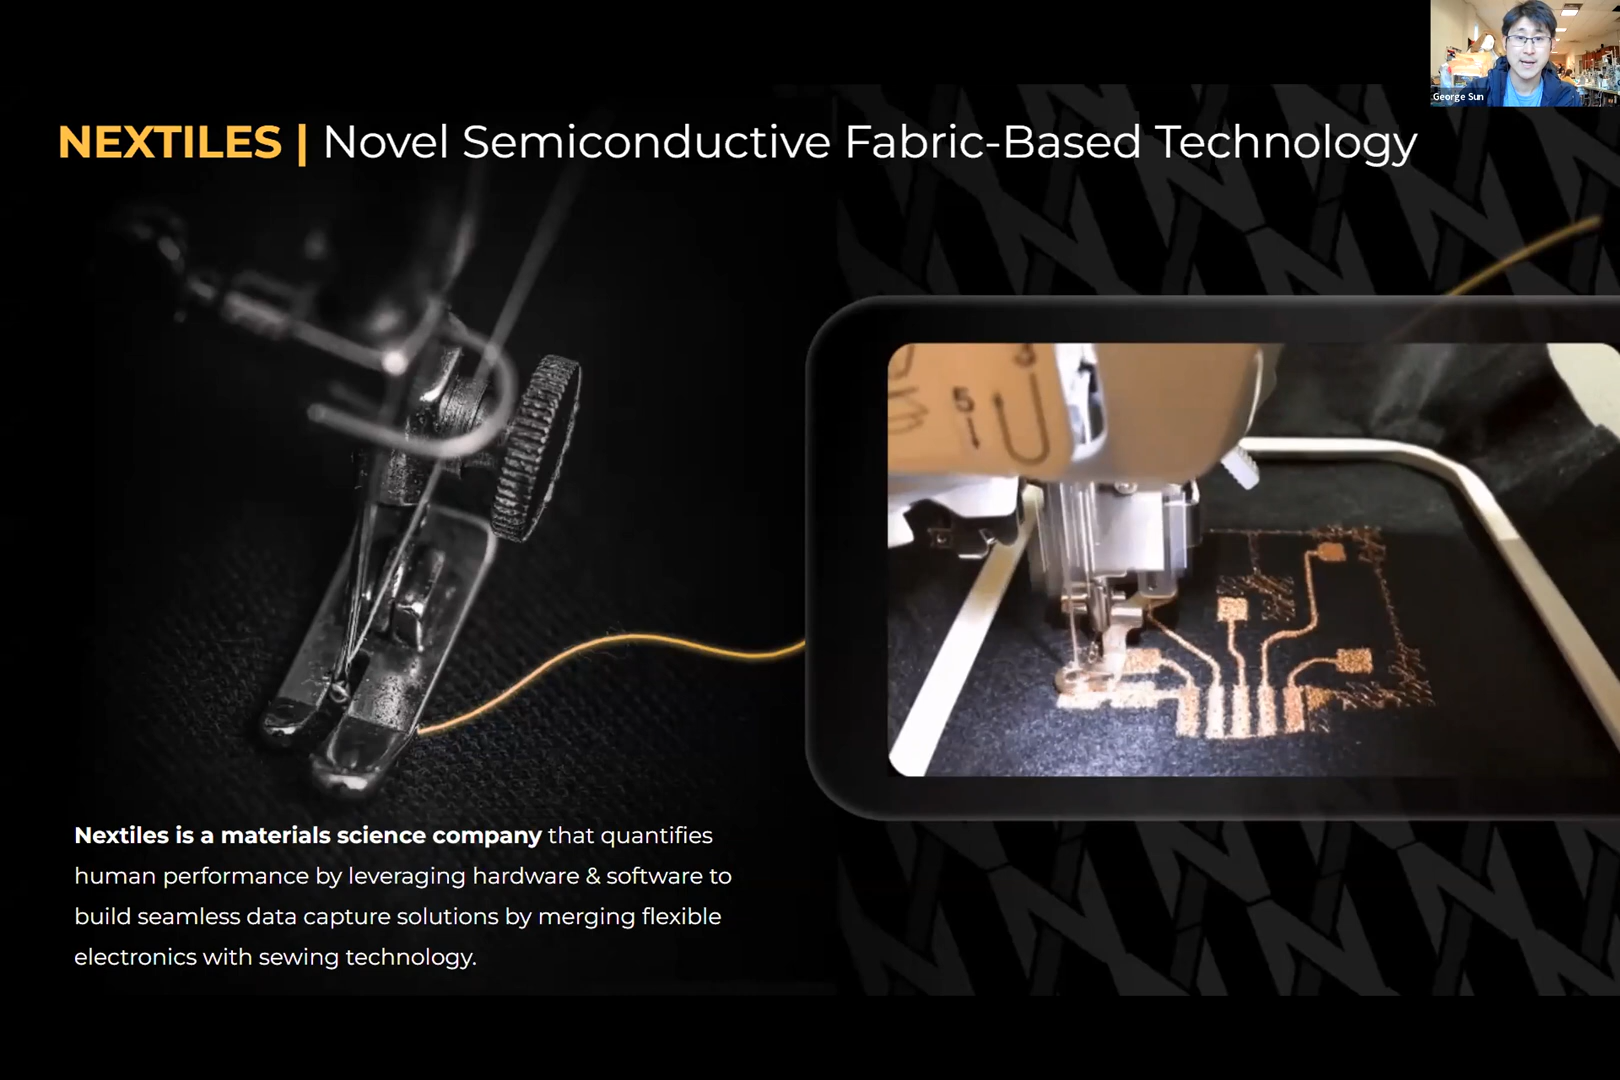 George Sun
NEXTILES | Novel Semiconductive Fabric-Based Technology
5
Nextiles is a materials science company that quantifies
human performance by leveraging hardware & software to
build seamless data capture solutions by merging flexible
electronics with sewing technology.